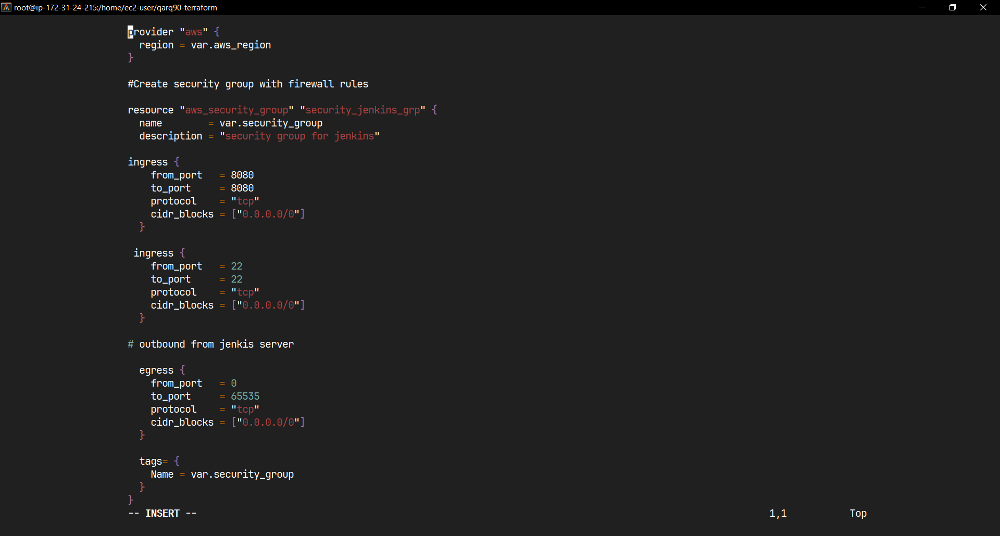 root@ip-172-31-24-215:/home/ec2-user/qarq90-terraform
provider "aws" {
  region = var.aws_region
}

#Create security group with firewall rules

resource "aws_security_group" "security_jenkins_grp" {
  name        = var.security_group
  description = "security group for jenkins"

ingress {
    from_port   = 8080
    to_port     = 8080
    protocol    = "tcp"
    cidr_blocks = ["0.0.0.0/0"]
  }

 ingress {
    from_port   = 22
    to_port     = 22
    protocol    = "tcp"
    cidr_blocks = ["0.0.0.0/0"]
  }

# outbound from jenkis server

  egress {
    from_port   = 0
    to_port     = 65535
    protocol    = "tcp"
    cidr_blocks = ["0.0.0.0/0"]
  }

  tags= {
    Name = var.security_group
  }
}
-- INSERT -- 1,1 Top